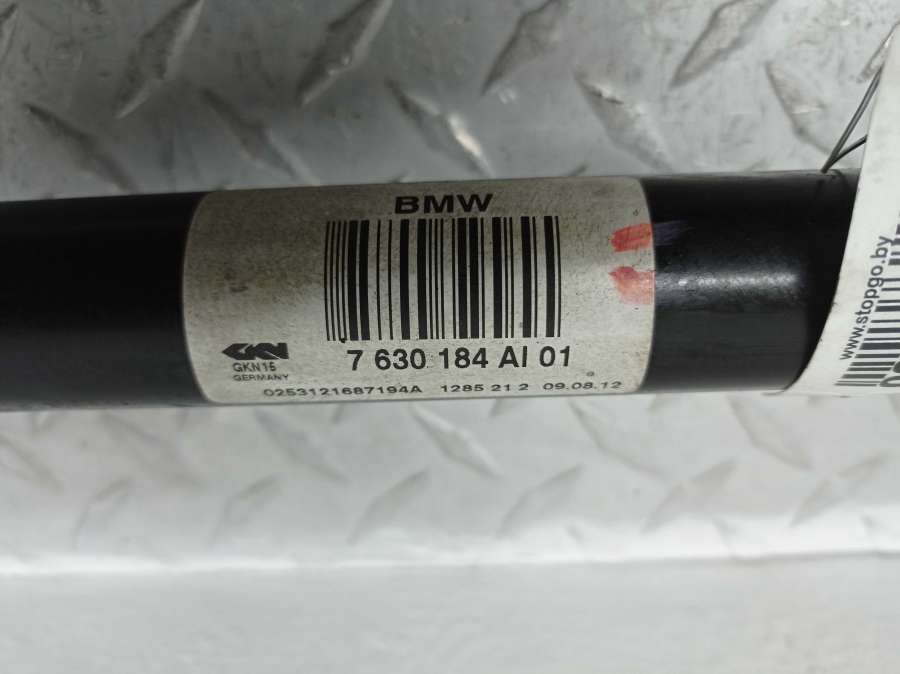 BMW
7 630 184 AI 01
GKN
GKN15
GERMANY
0253121687194A 1285 21 2 09.08.12
www.stopgo.by